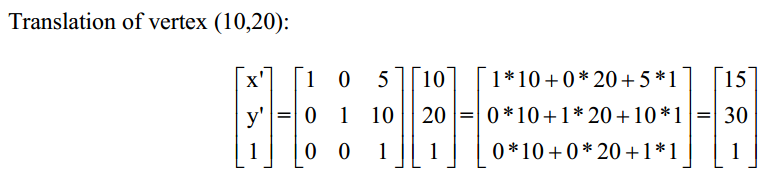 Translation of vertex (10,20):
x' 1 0 5 10 1*10+0*20+5*1 15
y' = 0 1 10 20 = 0*10+1*20+10*1 = 30
1 0 0 1 1 0*10+0*20+1*1 1